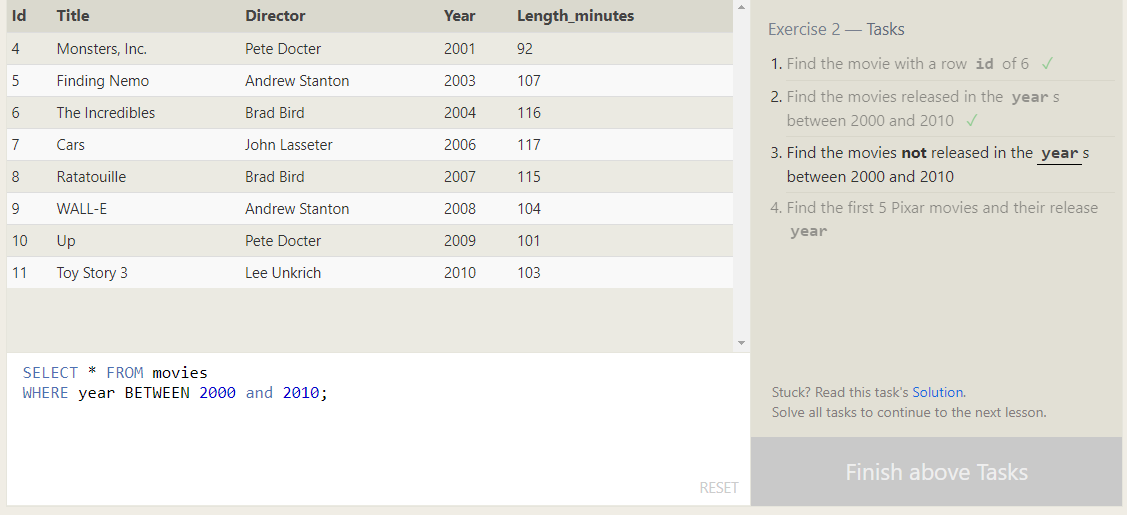 Id Title Director Year Length_minutes
4 Monsters, Inc. Pete Docter 2001 92
5 Finding Nemo Andrew Stanton 2003 107
6 The Incredibles Brad Bird 2004 116
7 Cars John Lasseter 2006 117
8 Ratatouille Brad Bird 2007 115
9 WALL-E Andrew Stanton 2008 104
10 Up Pete Docter 2009 101
11 Toy Story 3 Lee Unkrich 2010 103
SELECT * FROM movies
WHERE year BETWEEN 2000 and 2010;
RESET
Exercise 2 — Tasks
1. Find the movie with a row id of 6 ✓
2. Find the movies released in the year s
between 2000 and 2010 ✓
3. Find the movies not released in the year s
between 2000 and 2010
4. Find the first 5 Pixar movies and their release
year
Stuck? Read this task's Solution.
Solve all tasks to continue to the next lesson.
Finish above Tasks